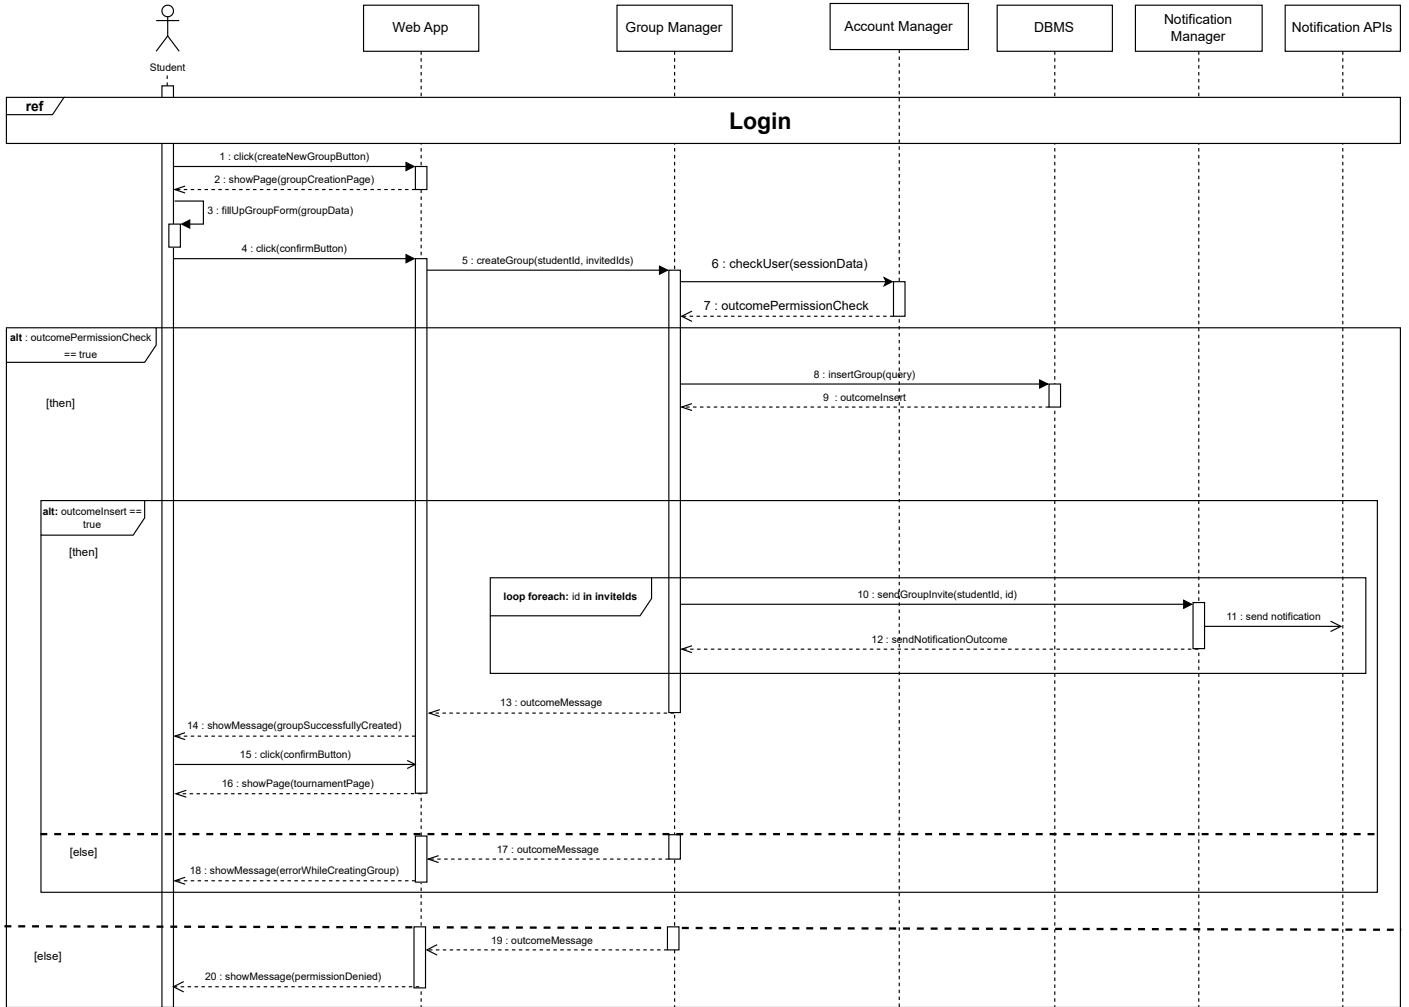 Student
Web App
Group Manager
Account Manager
DBMS
Notification
Manager
Notification APIs
ref
Login
1 : click(createNewGroupButton)
2 : showPage(groupCreationPage)
3 : fillUpGroupForm(groupData)
4 : click(confirmButton)
5 : createGroup(studentId, invitedIds)
6 : checkUser(sessionData)
7 : outcomePermissionCheck
alt : outcomePermissionCheck
== true
[then]
8 : insertGroup(query)
9 : outcomeInsert
alt: outcomeInsert ==
true
[then]
loop foreach: id in inviteIds
10 : sendGroupInvite(studentId, id)
11 : send notification
12 : sendNotificationOutcome
13 : outcomeMessage
14 : showMessage(groupSuccessfullyCreated)
15 : click(confirmButton)
16 : showPage(tournamentPage)
[else]
17 : outcomeMessage
18 : showMessage(errorWhileCreatingGroup)
[else]
19 : outcomeMessage
20 : showMessage(permissionDenied)